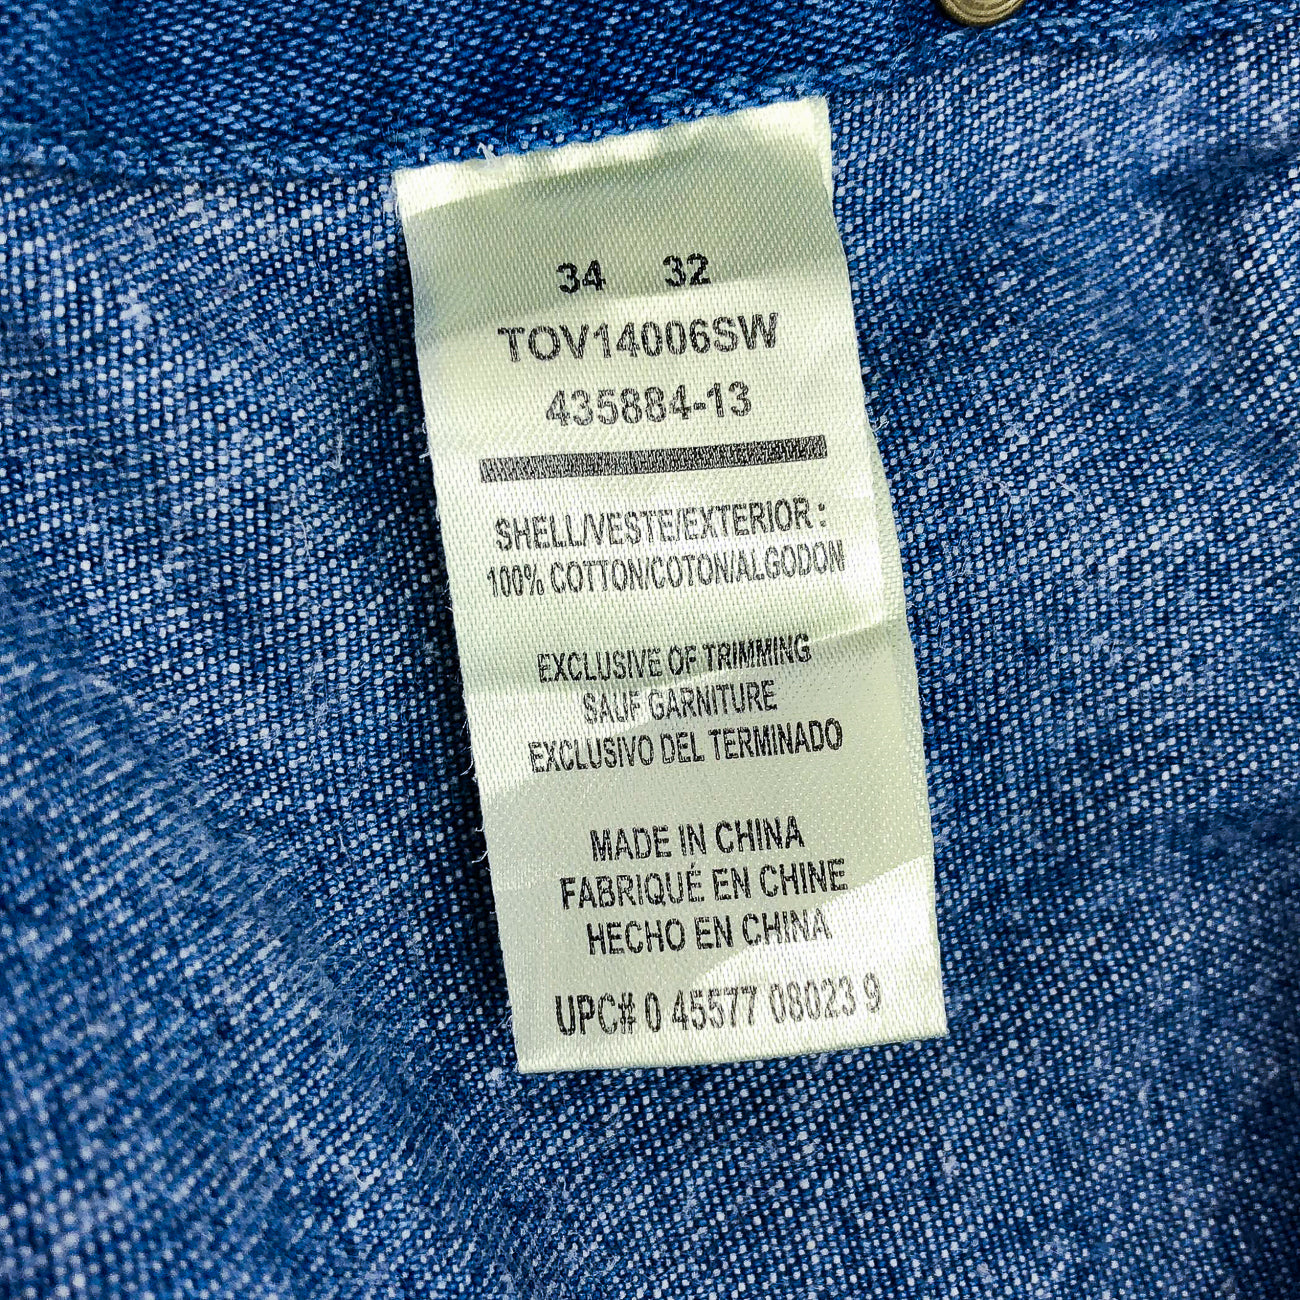 34 32
TOV14006SW
435884-13
SHELL/VESTE/EXTERIOR :
100% COTTON/COTON/ALGODON
EXCLUSIVE OF TRIMMING
SAUF GARNITURE
EXCLUSIVO DEL TERMINADO
MADE IN CHINA
FABRIQUÉ EN CHINE
HECHO EN CHINA
UPC# 0 45577 08023 9